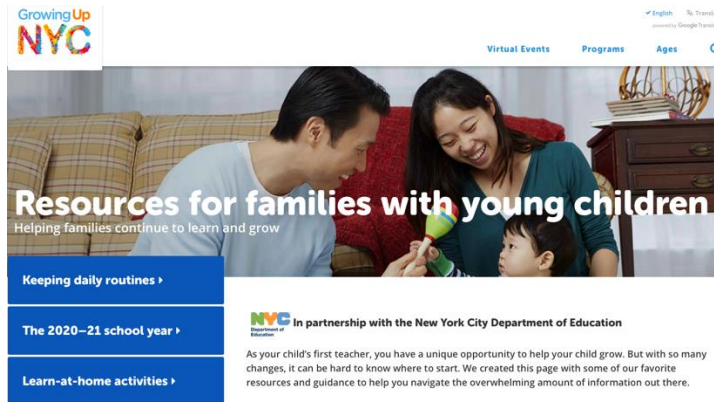 Growing Up
NYC
✔ English
powered by Google
Virtual Events
Programs
Ages
Resources for families with young children
Helping families continue to learn and grow
Keeping daily routines ›
The 2020–21 school year ›
Learn-at-home activities ›
NYC
Department of
Education
In partnership with the New York City Department of Education
As your child's first teacher, you have a unique opportunity to help your child grow. But with so many
changes, it can be hard to know where to start. We created this page with some of our favorite
resources and guidance to help you navigate the overwhelming amount of information out there.